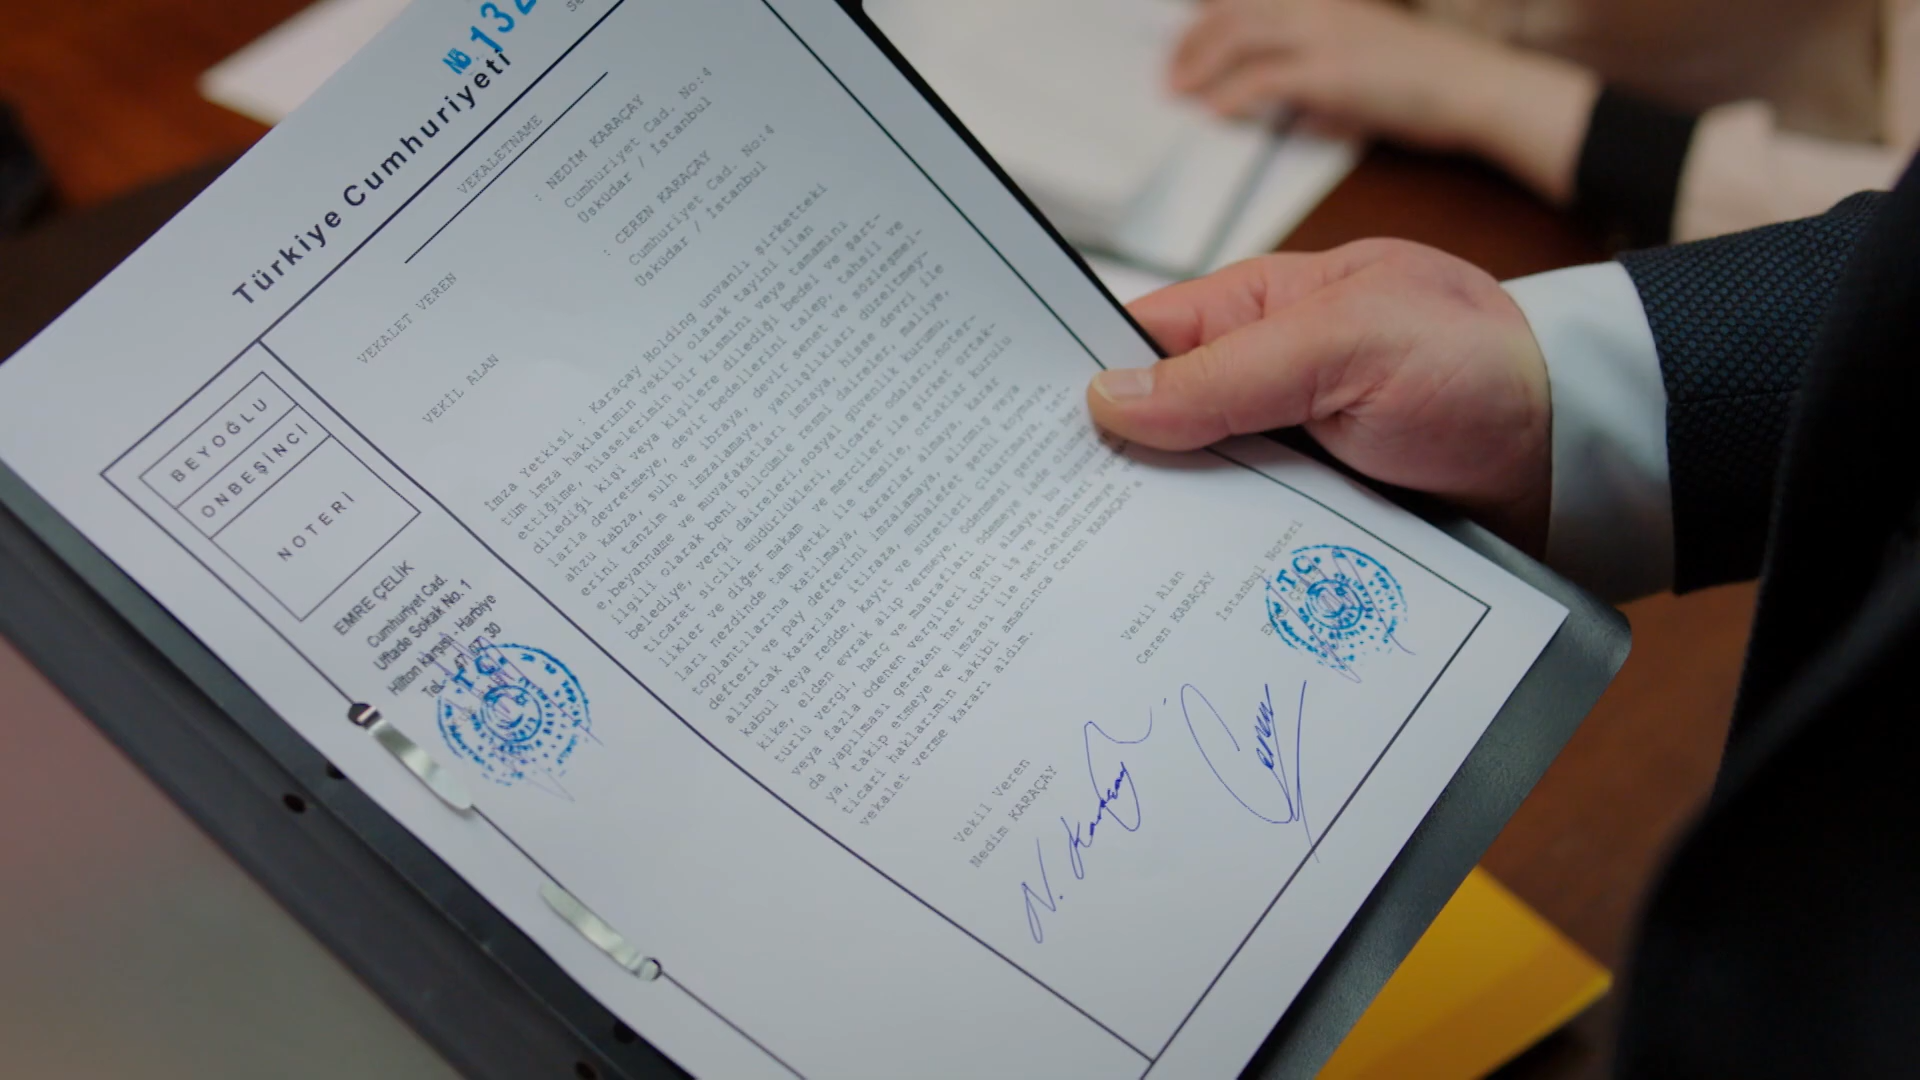 № 132
Türkiye Cumhuriyeti
VEKALETNAME
VEKALET VEREN : NEDİM KARAÇAY
Cumhuriyet Cad. No:4
Üsküdar / İstanbul
VEKİL ALAN : CEREN KARAÇAY
Cumhuriyet Cad. No:4
Üsküdar / İstanbul
BEYOĞLU
ONBEŞİNCİ
NOTERİ
EMRE ÇELİK
Cumhuriyet Cad.
Uftade Sokak No. 1
Hilton karşısı. Harbiye
Tel.
İmza Yetkisi : Karaçay Holding unvanlı şirketteki
tüm imza haklarımın vekili olarak tayini ilan
ettiğime, hisselerimin bir kısmını veya tamamını
dilediği kişi veya kişilere dilediği bedel ve şart-
larla devretmeye, devir bedellerini talep, tahsil ve
ahzu kabza, sulh ve ibraya, devir senet ve sözleşmel-
erini tanzim ve imzalamaya, yanlışlıkları düzeltmey-
e,beyanname ve muvafakatları imzaya, hisse devri ile
ilgili olarak beni bilcümle resmi daireler, maliye,
belediye, vergi daireleri,sosyal güvenlik kurumu,
ticaret sicili müdürlükleri, ticaret odaları,noter-
likler ve diğer makam ve merciler ile şirket ortak-
ları nezdinde tam yetki ile temsile, ortaklar kurulu
toplantılarına katılmaya, kararlar almaya, karar
defteri ve pay defterini imzalamaya, alınmış veya
alınacak kararlara itiraza, muhalefet şerhi koymaya,
kabul veya redde, kayıt ve suretleri çıkartmaya, tet-
kike, elden evrak alıp vermeye, ödenmesi gereken her
türlü vergi, harç ve masrafları ödemeye iade olunan
veya fazla ödenen vergileri geri almaya, bu hususlar
da yapılması gereken her türlü iş ve işlemleri
ya, takip etmeye ve imzası ile neticelendirmeye
ticari haklarımın takibi amacınca Ceren KARAÇAY'a
vekalet verme kararı aldım.
Vekil Veren
Nedim KARAÇAY
N. Karaçay
Vekil Alan
Ceren KARAÇAY
Ceren
İstanbul Noteri
T.C.
T.C.